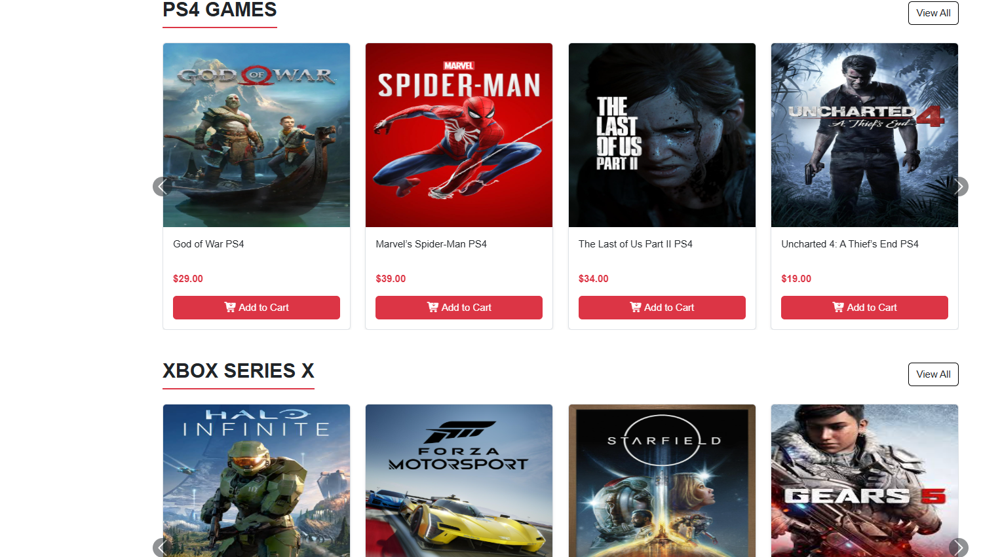 PS4 GAMES
View All
GOD OF WAR
MARVEL
SPIDER-MAN
THE
LAST
OF US
PART II
UNCHARTED 4
A Thief's End
God of War PS4
Marvel’s Spider-Man PS4
The Last of Us Part II PS4
Uncharted 4: A Thief’s End PS4
$29.00
$39.00
$34.00
$19.00
Add to Cart
Add to Cart
Add to Cart
Add to Cart
XBOX SERIES X
View All
HALO
INFINITE
FORZA
MOTORSPORT
STARFIELD
GEARS 5